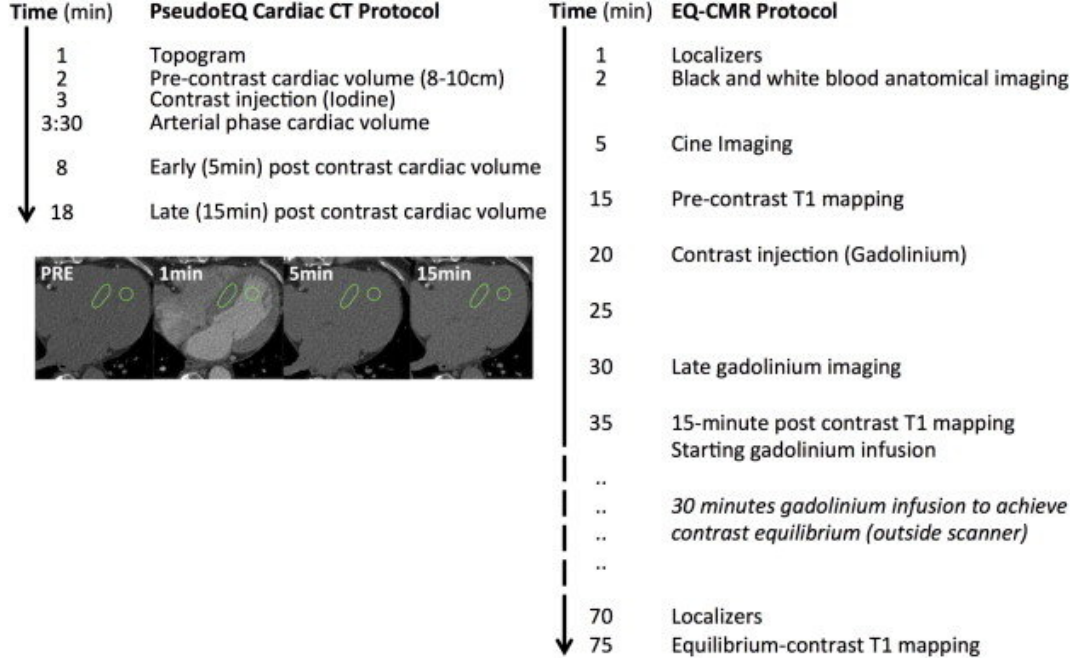 Time (min) PseudoEQ Cardiac CT Protocol
1 Topogram
2 Pre-contrast cardiac volume (8-10cm)
3 Contrast injection (Iodine)
3:30 Arterial phase cardiac volume
8 Early (5min) post contrast cardiac volume
18 Late (15min) post contrast cardiac volume
PRE 1min 5min 15min
Time (min) EQ-CMR Protocol
1 Localizers
2 Black and white blood anatomical imaging
5 Cine Imaging
15 Pre-contrast T1 mapping
20 Contrast injection (Gadolinium)
25
30 Late gadolinium imaging
35 15-minute post contrast T1 mapping
Starting gadolinium infusion
..
.. 30 minutes gadolinium infusion to achieve
.. contrast equilibrium (outside scanner)
..
70 Localizers
75 Equilibrium-contrast T1 mapping